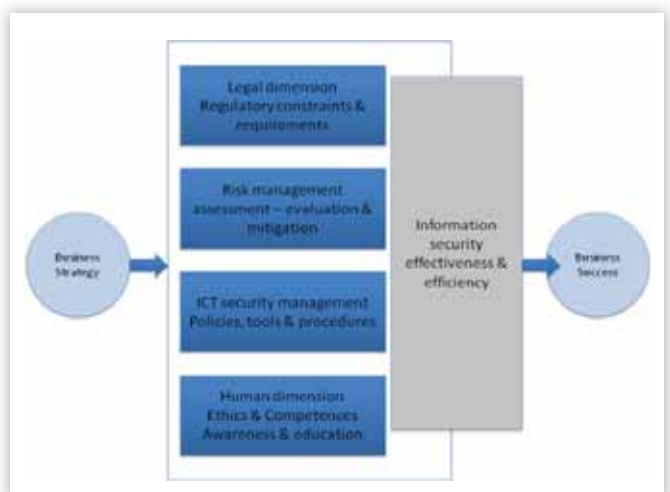 Business
Strategy
Legal dimension
Regulatory constraints &
requirements
Risk management
assessment – evaluation &
mitigation
ICT security management
Policies, tools & procedures
Human dimension
Ethics & Competences
Awareness & education
Information
security
effectiveness &
efficiency
Business
Success